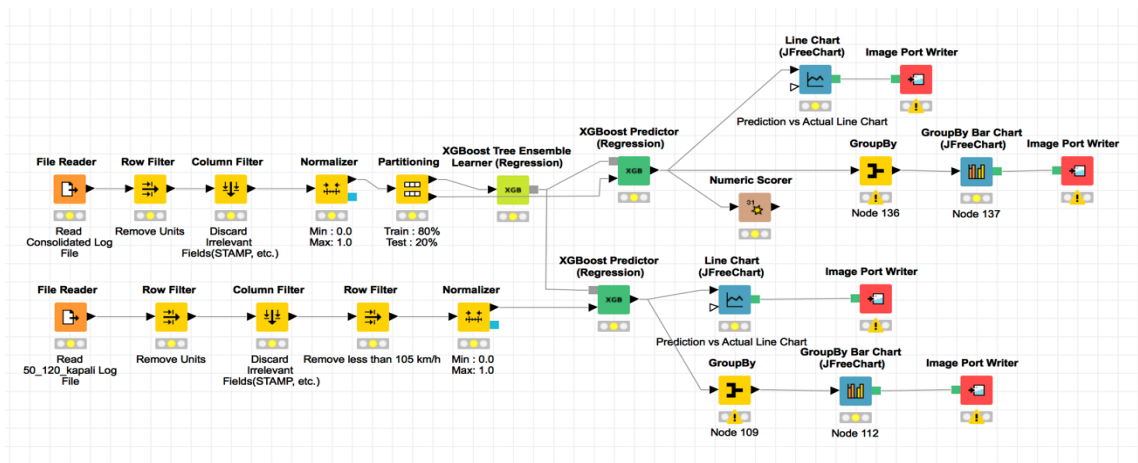 Line Chart
(JFreeChart)
Image Port Writer
Prediction vs Actual Line Chart
XGBoost Predictor
(Regression)
XGB
GroupBy
Node 136
GroupBy Bar Chart
(JFreeChart)
Node 137
Image Port Writer
Numeric Scorer
File Reader
Read
Consolidated Log
File
Row Filter
Remove Units
Column Filter
Discard
Irrelevant
Fields(STAMP, etc.)
Normalizer
Min : 0.0
Max: 1.0
Partitioning
Train : 80%
Test : 20%
XGBoost Tree Ensemble
Learner (Regression)
XGB
XGBoost Predictor
(Regression)
XGB
Line Chart
(JFreeChart)
Prediction vs Actual Line Chart
Image Port Writer
File Reader
Read
50_120_kapali Log
File
Row Filter
Remove Units
Column Filter
Discard
Irrelevant
Fields(STAMP, etc.)
Row Filter
Remove less than 105 km/h
Normalizer
Min : 0.0
Max: 1.0
GroupBy
Node 109
GroupBy Bar Chart
(JFreeChart)
Node 112
Image Port Writer